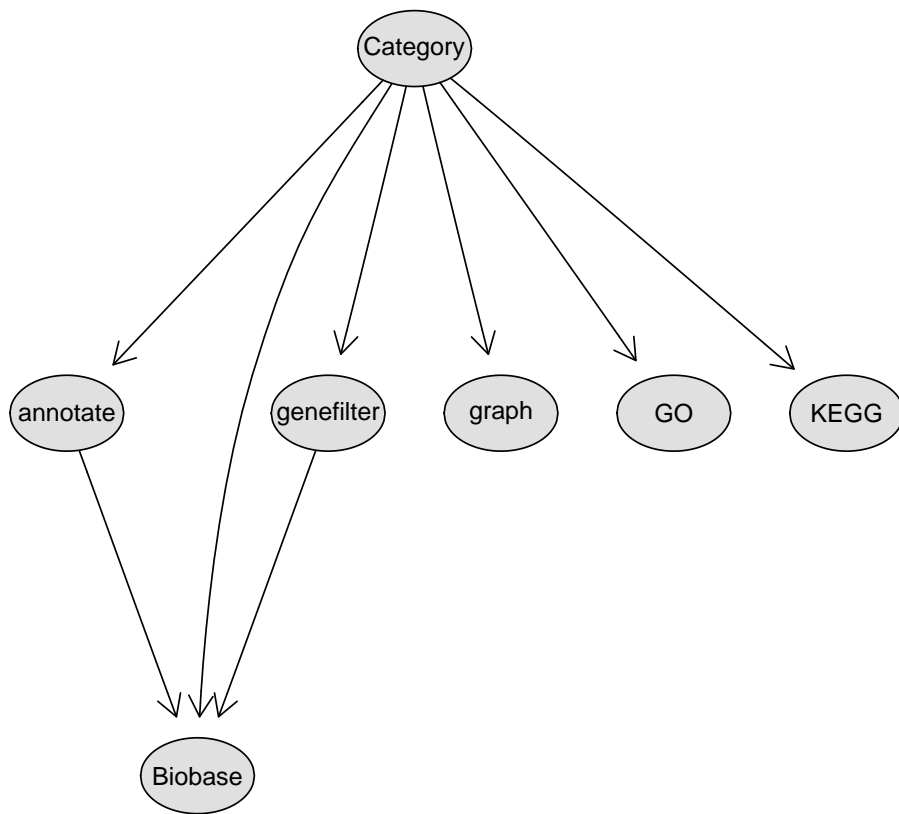 Category
annotate
genefilter
graph
GO
KEGG
Biobase